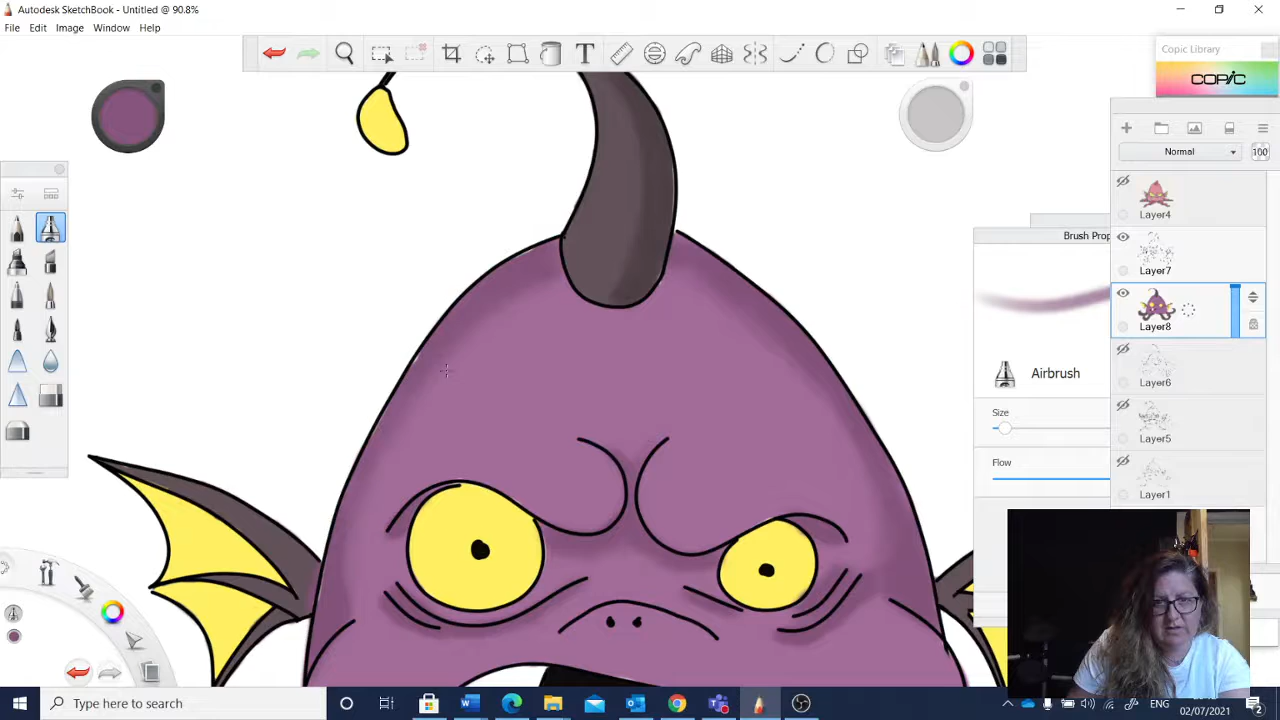 Autodesk SketchBook - Untitled @ 90.8%
File Edit Image Window Help
Copic Library
COPIC
Normal
100
Layer4
Layer7
Brush Prop
Layer8
Layer6
Airbrush
Size
Layer5
Flow
Layer1
Type here to search
02/07/2021
2